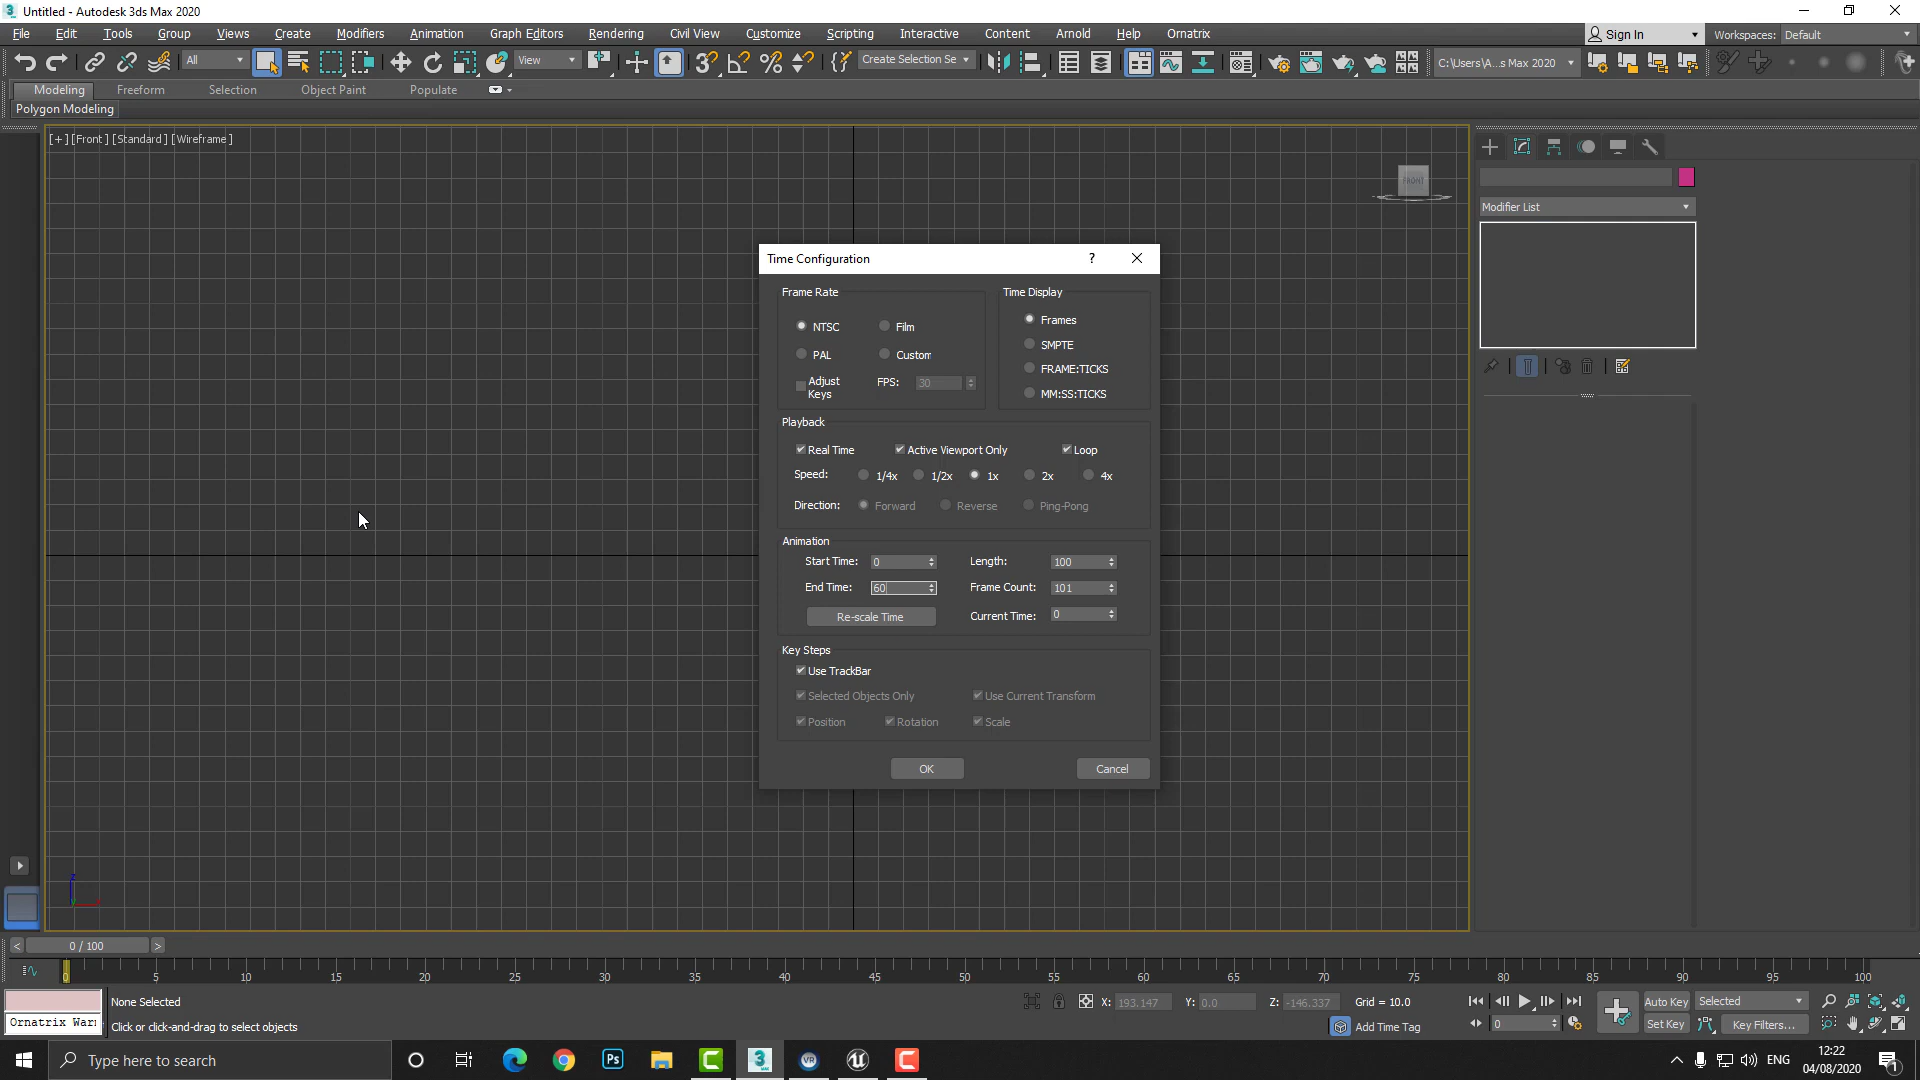 Untitled - Autodesk 3ds Max 2020
File Edit Tools Group Views Create Modifiers Animation Graph Editors Rendering Civil View Customize Scripting Interactive Content Arnold Help Ornatrix Sign In Workspaces: Default
All View Create Selection Se C:\Users\A...s Max 2020
Modeling Freeform Selection Object Paint Populate
Polygon Modeling
[+] [Front] [Standard] [Wireframe]
FRONT
Modifier List
Time Configuration ?
Frame Rate Time Display
NTSC Film Frames
PAL Custom SMPTE
Adjust Keys FPS: 30 FRAME:TICKS
MM:SS:TICKS
Playback
Real Time Active Viewport Only Loop
Speed: 1/4x 1/2x 1x 2x 4x
Direction: Forward Reverse Ping-Pong
Animation
Start Time: 0 Length: 100
End Time: 60 Frame Count: 101
Re-scale Time Current Time: 0
Key Steps
Use TrackBar
Selected Objects Only Use Current Transform
Position Rotation Scale
OK Cancel
z
< 0 / 100 >
0 5 10 15 20 25 30 35 40 45 50 55 60 65 70 75 80 85 90 95 100
None Selected X: 193.147 Y: 0.0 Z: -146.337 Grid = 10.0 Auto Key Selected
Ornatrix War Click or click-and-drag to select objects Add Time Tag 0 Set Key Key Filters...
Type here to search Ps 3 MAX VR ENG 12:22
04/08/2020 1